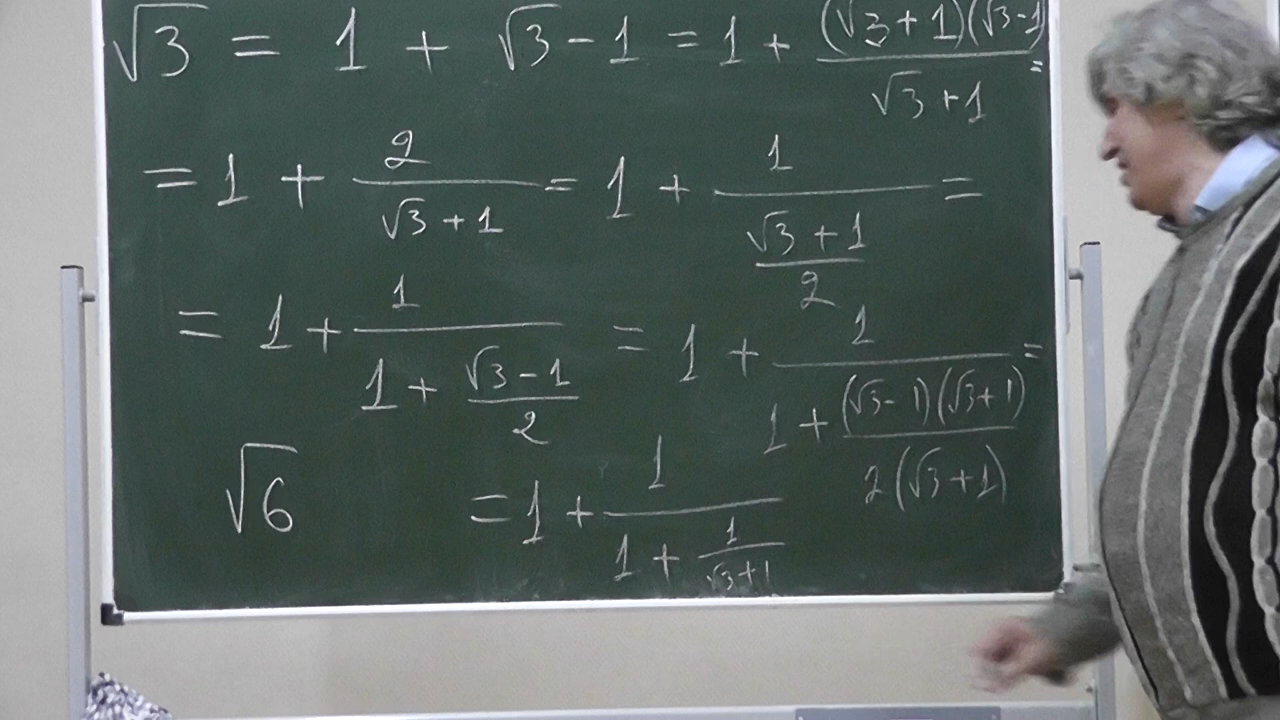 √3 = 1 + √3 - 1 = 1 + ((√3 + 1)(√3 - 1))/(√3 + 1) =
= 1 + 2/(√3 + 1) = 1 + 1/((√3 + 1)/2) =
= 1 + 1/(1 + (√3 - 1)/2) = 1 + 1/(1 + ((√3 - 1)(√3 + 1))/(2(√3 + 1))) =
√6 = 1 + 1/(1 + 1/(√3 + 1))